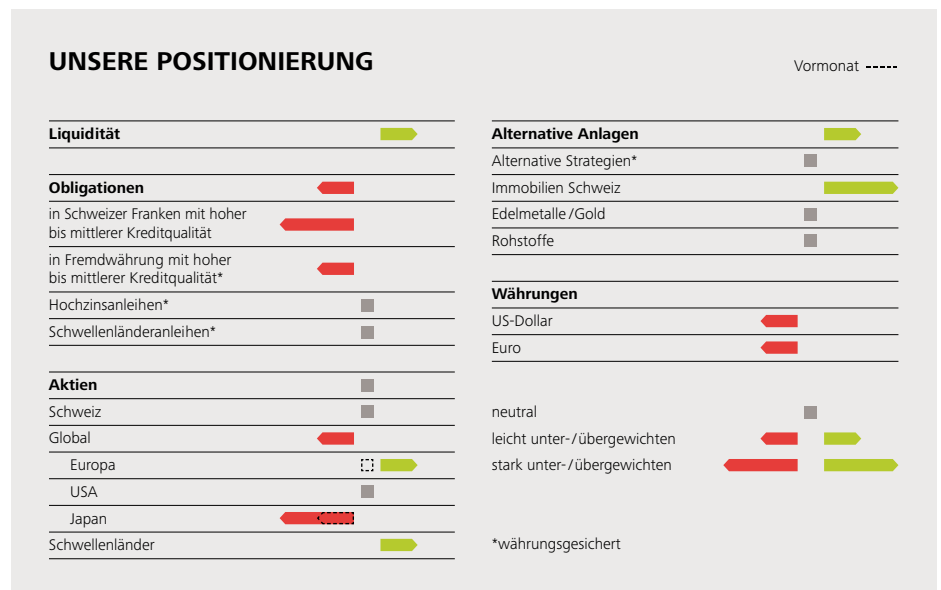 UNSERE POSITIONIERUNG
Vormonat
Liquidität
Obligationen
in Schweizer Franken mit hoher
bis mittlerer Kreditqualität
in Fremdwährung mit hoher
bis mittlerer Kreditqualität*
Hochzinsanleihen*
Schwellenländeranleihen*
Aktien
Schweiz
Global
Europa
USA
Japan
Schwellenländer
Alternative Anlagen
Alternative Strategien*
Immobilien Schweiz
Edelmetalle/Gold
Rohstoffe
Währungen
US-Dollar
Euro
neutral
leicht unter-/übergewichten
stark unter-/übergewichten
*währungsgesichert